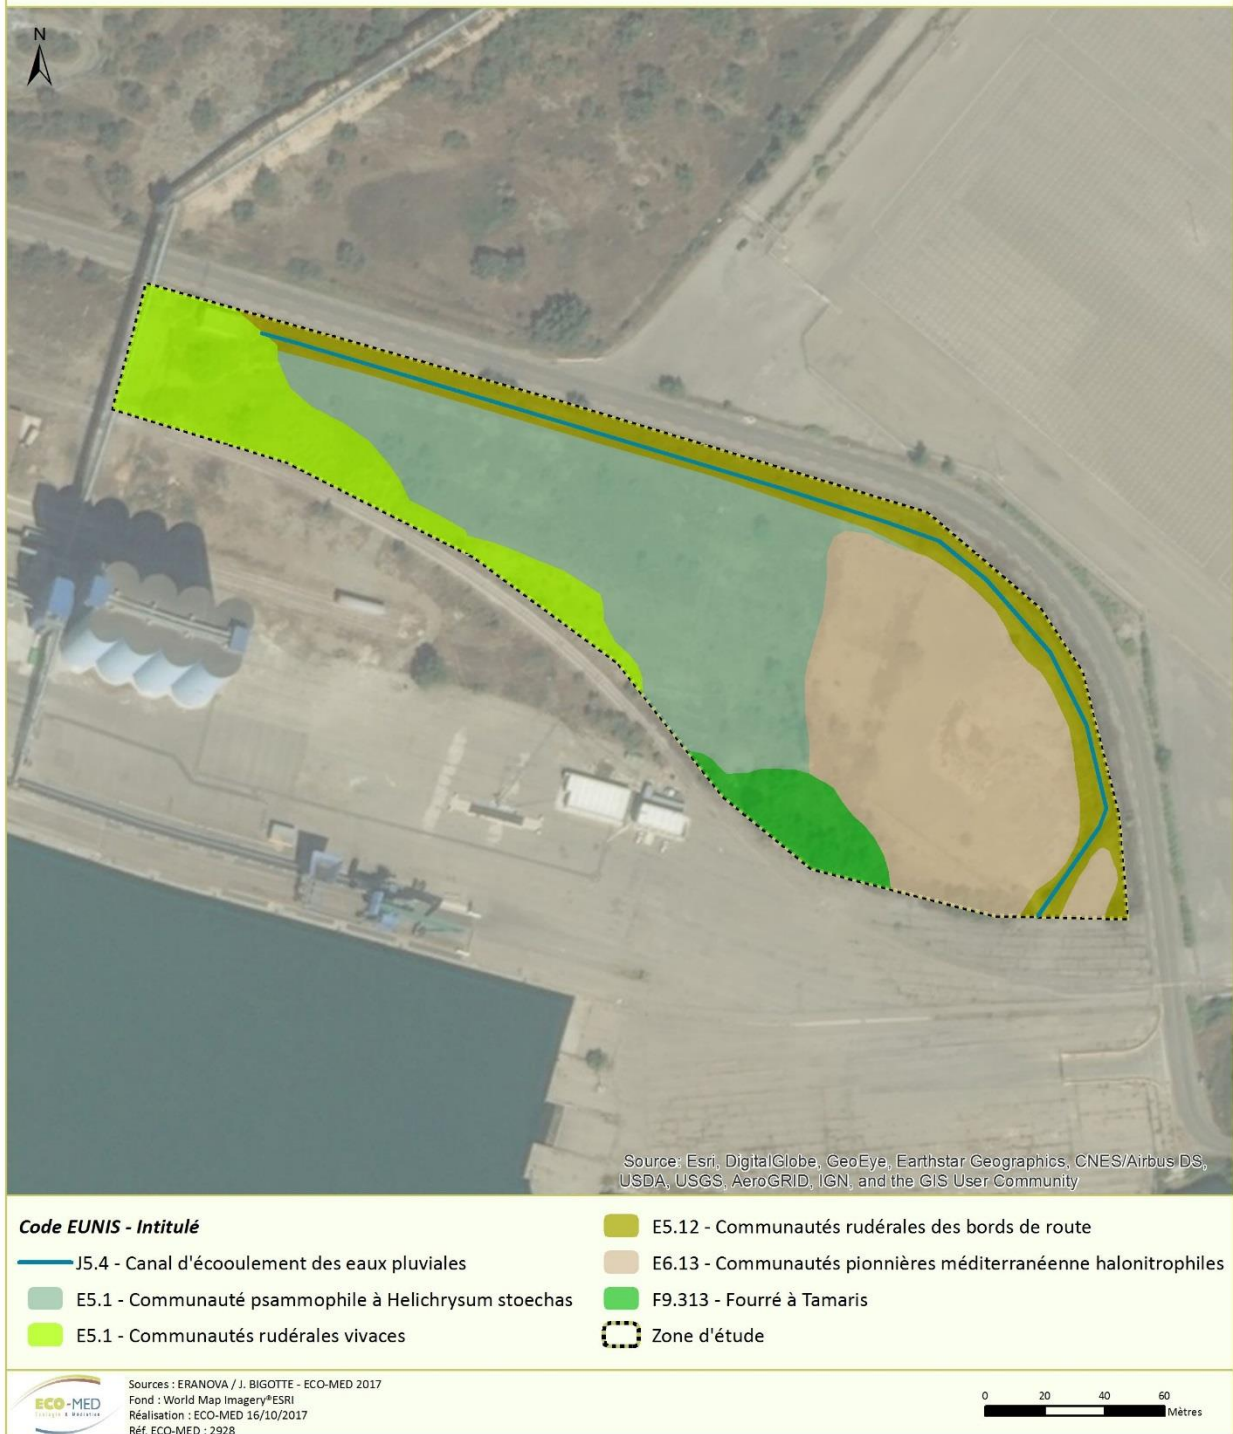 N
Source: Esri, DigitalGlobe, GeoEye, Earthstar Geographics, CNES/Airbus DS,
USDA, USGS, AeroGRID, IGN, and the GIS User Community
Code EUNIS - Intitulé
J5.4 - Canal d'écooulement des eaux pluviales
E5.1 - Communauté psammophile à Helichrysum stoechas
E5.1 - Communautés rudérales vivaces
E5.12 - Communautés rudérales des bords de route
E6.13 - Communautés pionnières méditerranéenne halonitrophiles
F9.313 - Fourré à Tamaris
Zone d'étude
ECO-MED
Ecologie & Médiation
Sources : ERANOVA / J. BIGOTTE - ECO-MED 2017
Fond : World Map Imagery®ESRI
Réalisation : ECO-MED 16/10/2017
Réf. ECO-MED : 2928
0 20 40 60
Mètres